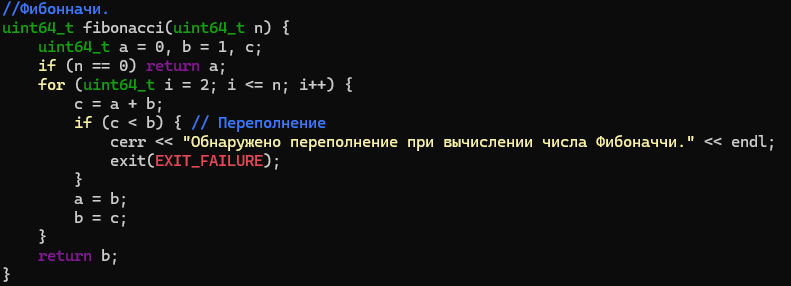 //Фибонначи.
uint64_t fibonacci(uint64_t n) {
    uint64_t a = 0, b = 1, c;
    if (n == 0) return a;
    for (uint64_t i = 2; i <= n; i++) {
        c = a + b;
        if (c < b) { // Переполнение
            cerr << "Обнаружено переполнение при вычислении числа Фибоначчи." << endl;
            exit(EXIT_FAILURE);
        }
        a = b;
        b = c;
    }
    return b;
}